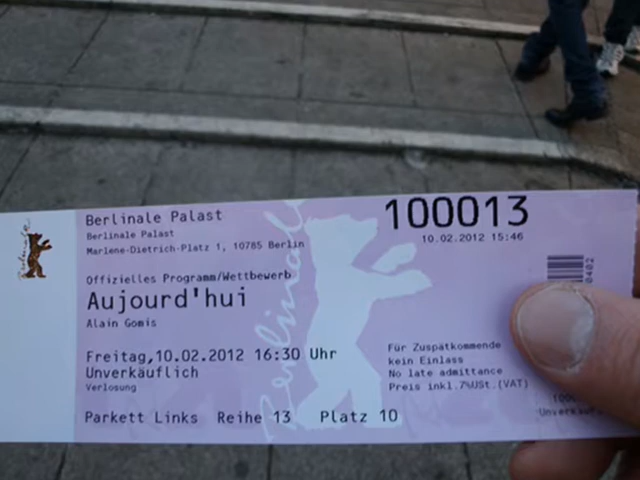 Berlinale Palast
Berlinale Palast
Marlene-Dietrich-Platz 1, 10785 Berlin
Offizielles Programm/Wettbewerb
Aujourd'hui
Alain Gomis
Freitag,10.02.2012 16:30 Uhr
Unverkäuflich
Verlosung
Parkett Links Reihe 13 Platz 10
100013
10.02.2012 15:46
Für Zuspätkommende
kein Einlass
No late admittance
Preis inkl.7%USt.(VAT)
Berlinale
Berlinale